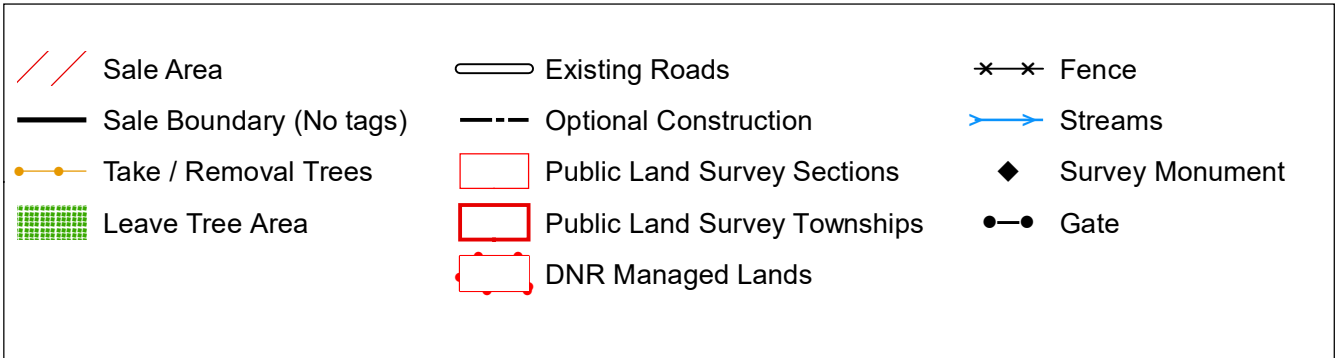 Sale Area
Sale Boundary (No tags)
Take / Removal Trees
Leave Tree Area
Existing Roads
Optional Construction
Public Land Survey Sections
Public Land Survey Townships
DNR Managed Lands
Fence
Streams
Survey Monument
Gate